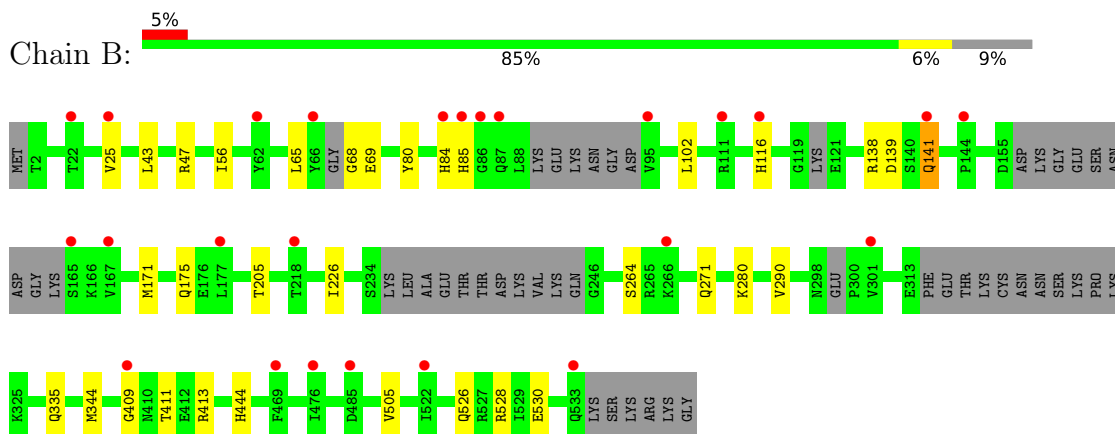 5%
Chain B:
85% 6% 9%
MET T2 T22 V25 L43 R47 I56 Y62 L65 Y66 GLY G68 E69 Y80 H84 H85 G86 Q87 L88 LYS GLU LYS ASN GLY ASP V95 L102 R111 H116 G119 LYS E121 R138 D139 S140 Q141 P144 D155 ASP LYS GLY GLU SER ASN
ASP GLY LYS S165 K166 V167 M171 Q175 E176 L177 T205 T218 I226 S234 LYS LEU ALA GLU THR THR ASP LYS VAL LYS GLN G246 S264 R265 K266 Q271 K280 V290 N298 GLU P300 V301 E313 PHE GLU THR LYS CYS ASN ASN SER LYS PRO LYS
K325 Q335 M344 G409 N410 T411 E412 R413 H444 F469 I476 D485 V505 I522 Q526 R527 R528 I529 E530 Q533 LYS SER LYS ARG LYS GLY